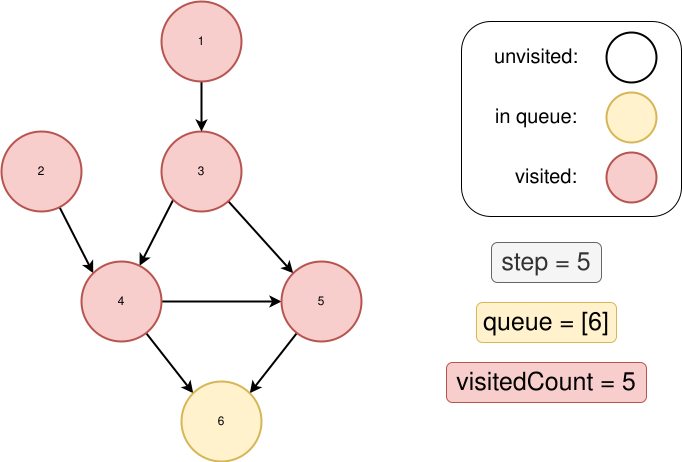 1
unvisited:
in queue:
2
3
visited:
step = 5
4
5
queue = [6]
visitedCount = 5
6